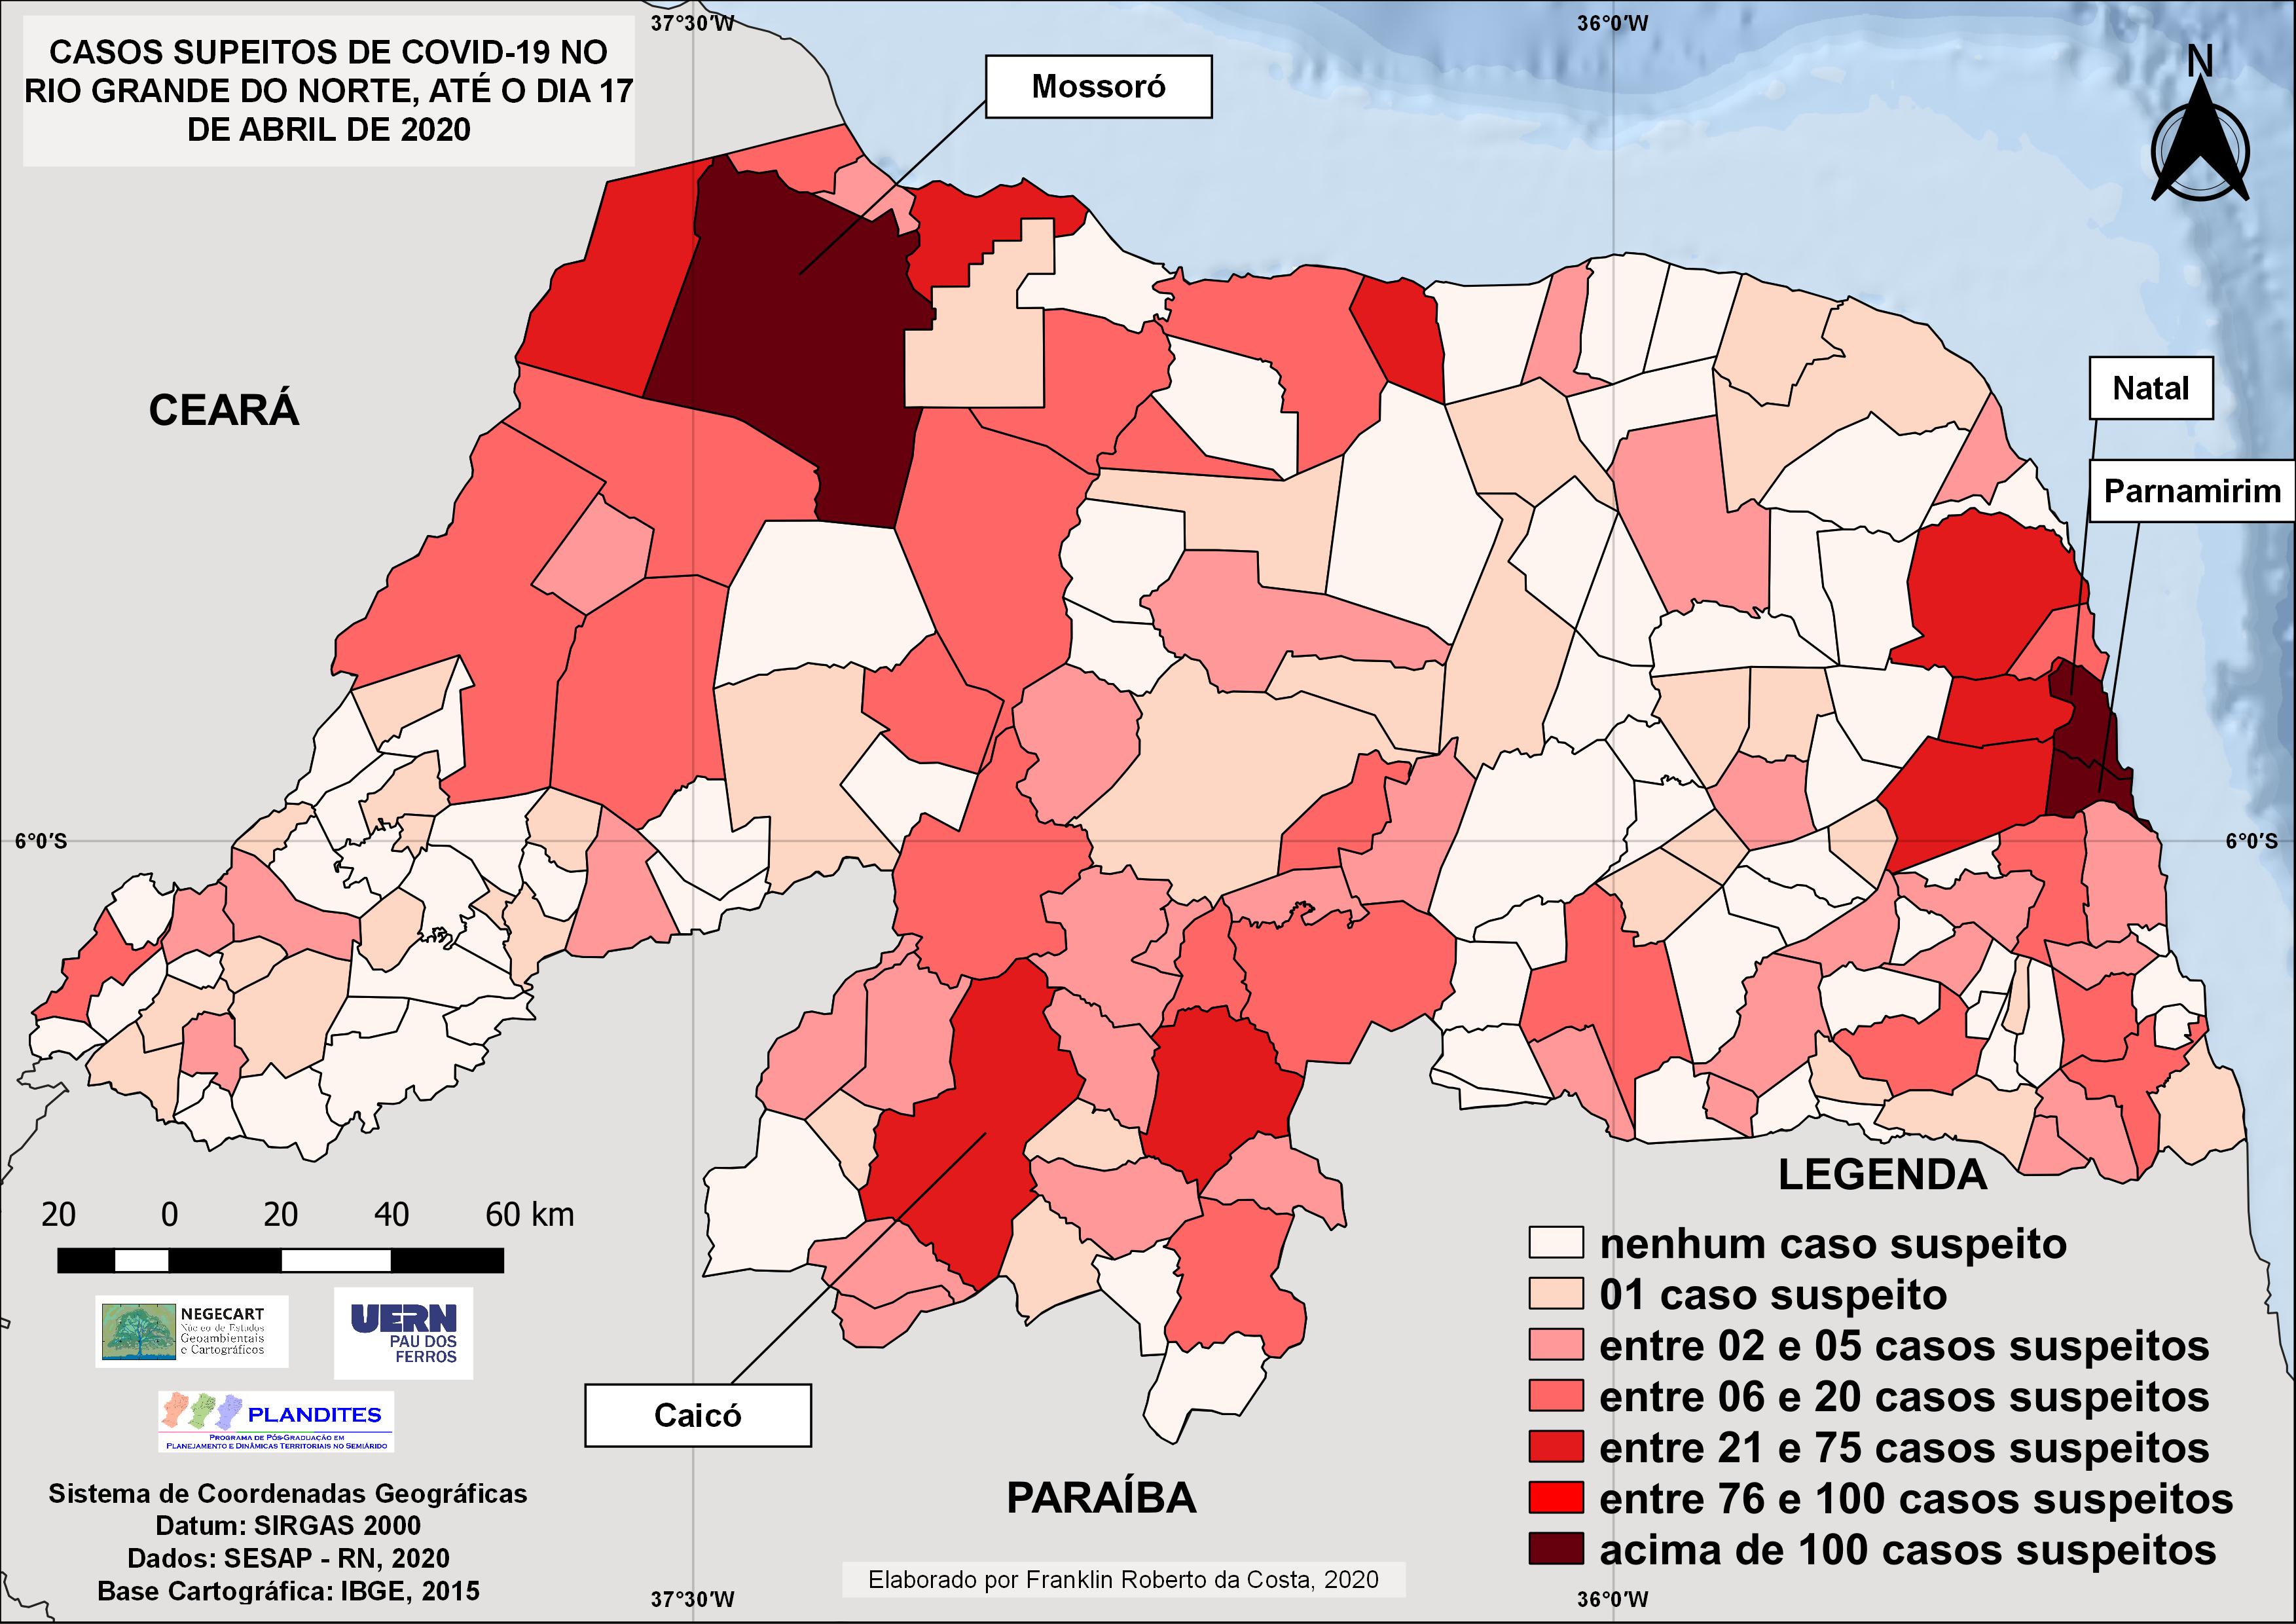 CASOS SUPEITOS DE COVID-19 NO
RIO GRANDE DO NORTE, ATÉ O DIA 17
DE ABRIL DE 2020
37°30′W
36°0′W
N
Mossoró
Natal
Parnamirim
CEARÁ
6°0′S
6°0′S
LEGENDA
nenhum caso suspeito
01 caso suspeito
entre 02 e 05 casos suspeitos
entre 06 e 20 casos suspeitos
entre 21 e 75 casos suspeitos
entre 76 e 100 casos suspeitos
acima de 100 casos suspeitos
20 0 20 40 60 km
NEGECART
Núcleo de Estudos
Geoambientais
e Cartográficos
UERN
PAU DOS
FERROS
PLANDITES
PROGRAMA DE PÓS-GRADUAÇÃO EM
PLANEJAMENTO E DINÂMICAS TERRITORIAIS NO SEMIÁRIDO
Caicó
PARAÍBA
Sistema de Coordenadas Geográficas
Datum: SIRGAS 2000
Dados: SESAP - RN, 2020
Base Cartográfica: IBGE, 2015
Elaborado por Franklin Roberto da Costa, 2020
37°30′W
36°0′W